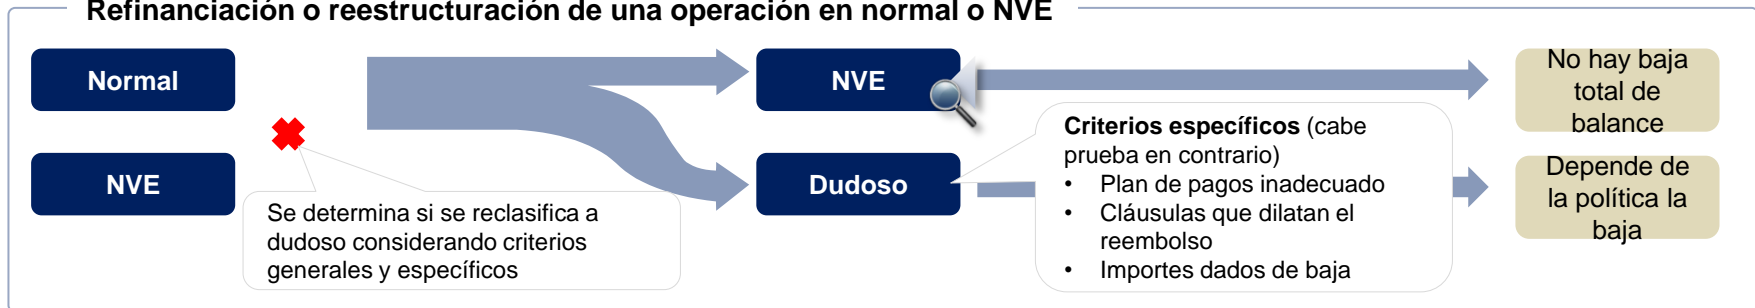 Refinanciación o reestructuración de una operación en normal o NVE
Normal
NVE
Se determina si se reclasifica a
dudoso considerando criterios
generales y específicos
NVE
Dudoso
Criterios específicos (cabe
prueba en contrario)
• Plan de pagos inadecuado
• Cláusulas que dilatan el
reembolso
• Importes dados de baja
No hay baja
total de
balance
Depende de
la política la
baja